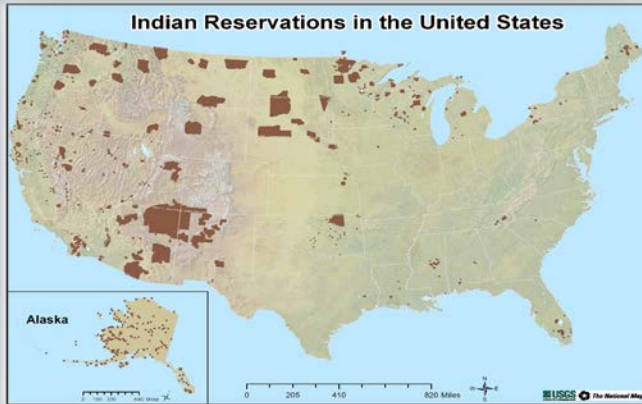 Indian Reservations in the United States
Alaska
0 205 410 820 Miles
N
W E
S
USGS
The National Map